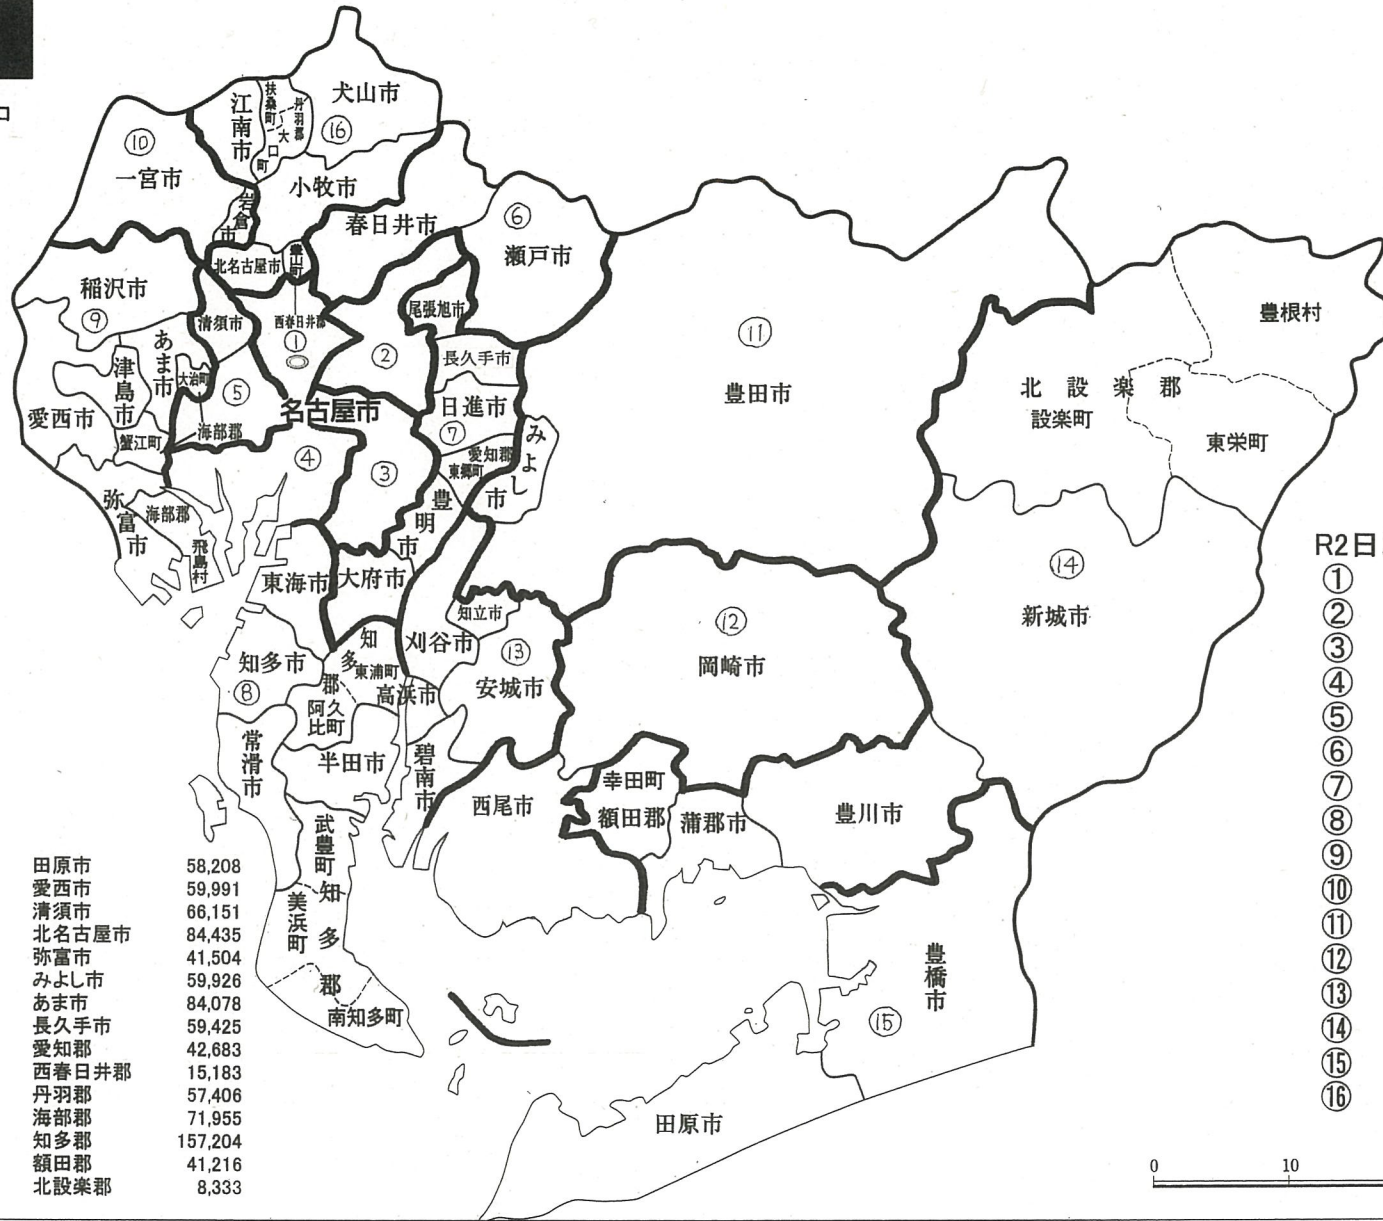 犬山市
扶桑町
丹羽郡
大口町
江南市
⑯
⑩
一宮市
小牧市
岩倉市
春日井市
⑥
瀬戸市
北名古屋市
豊山町
稲沢市
⑨
清須市
西春日井郡
①
尾張旭市
②
⑪
豊田市
豊根村
北設楽郡
設楽町
東栄町
長久手市
あま市
津島市
大治町
⑤
名古屋市
日進市
⑦
みよし市
愛西市
蟹江町
海部郡
④
③
愛知郡
東郷町
豊明市
弥富市
海部郡
飛島村
東海市
大府市
知立市
⑫
岡崎市
⑭
新城市
刈谷市
⑬
安城市
知多市
⑧
知多郡
東浦町
高浜市
阿久比町
常滑市
半田市
碧南市
西尾市
幸田町
額田郡
蒲郡市
豊川市
武豊町
知多郡
美浜町
南知多町
豊橋市
⑮
田原市
田原市 58,208
愛西市 59,991
清須市 66,151
北名古屋市 84,435
弥富市 41,504
みよし市 59,926
あま市 84,078
長久手市 59,425
愛知郡 42,683
西春日井郡 15,183
丹羽郡 57,406
海部郡 71,955
知多郡 157,204
額田郡 41,216
北設楽郡 8,333
R2日
①
②
③
④
⑤
⑥
⑦
⑧
⑨
⑩
⑪
⑫
⑬
⑭
⑮
⑯
0 10